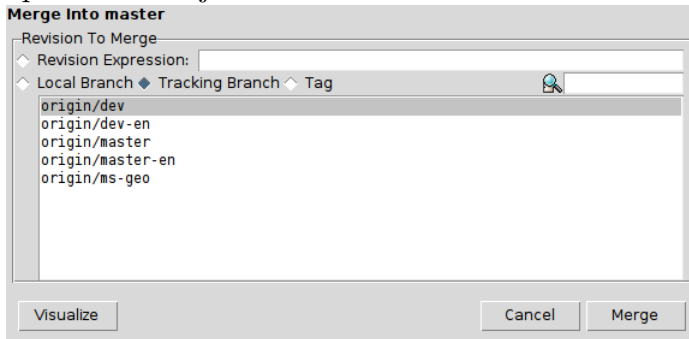 Merge Into master
Revision To Merge
Revision Expression:
Local Branch Tracking Branch Tag
origin/dev
origin/dev-en
origin/master
origin/master-en
origin/ms-geo
Visualize Cancel Merge